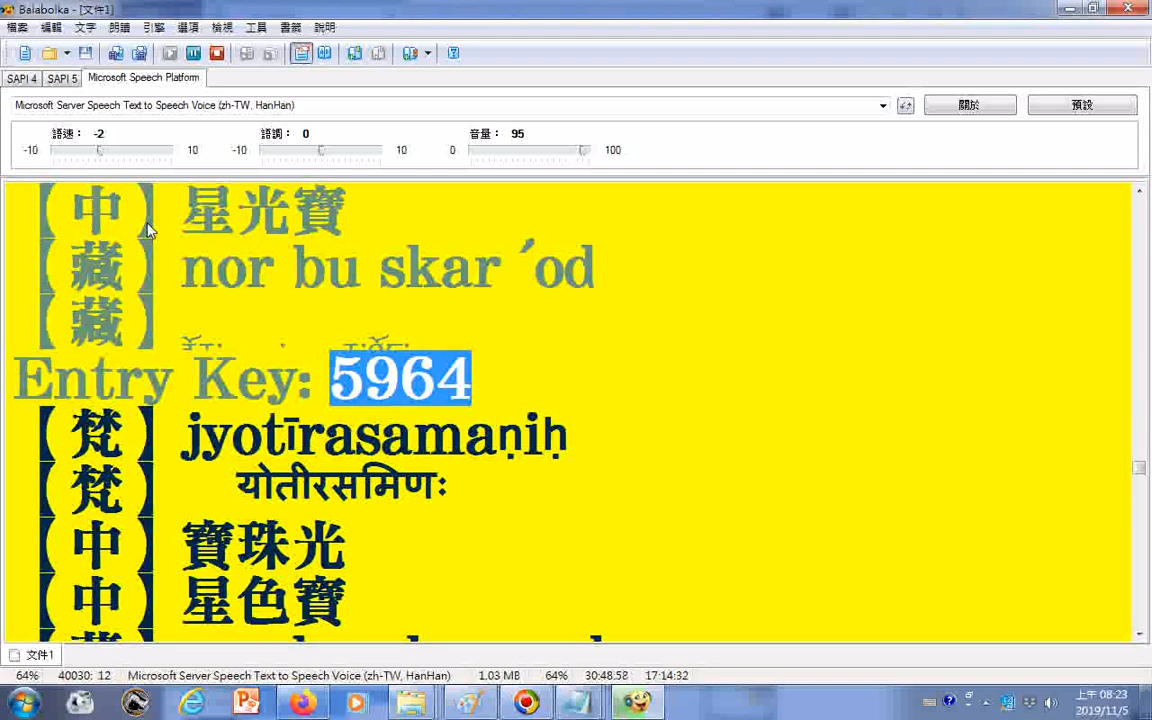 Balabolka - [文件1]
檔案 編輯 文字 朗讀 引擎 選項 檢視 工具 書籤 說明
SAPI 4 SAPI 5 Microsoft Speech Platform
Microsoft Server Speech Text to Speech Voice (zh-TW, HanHan) 關於 預設
語速： -2 語調： 0 音量： 95
-10 10 -10 10 0 100
【中】 星光寶
【藏】 nor bu skar ´od
【藏】
Entry Key: 5964
【梵】 jyotīrasamaṇiḥ
【梵】 योतीरसमिणः
【中】 寶珠光
【中】 星色寶
文件1
64% 40030: 12 Microsoft Server Speech Text to Speech Voice (zh-TW, HanHan) 1.03 MB 64% 30:48:58 17:14:32
上午 08:23
2019/11/5